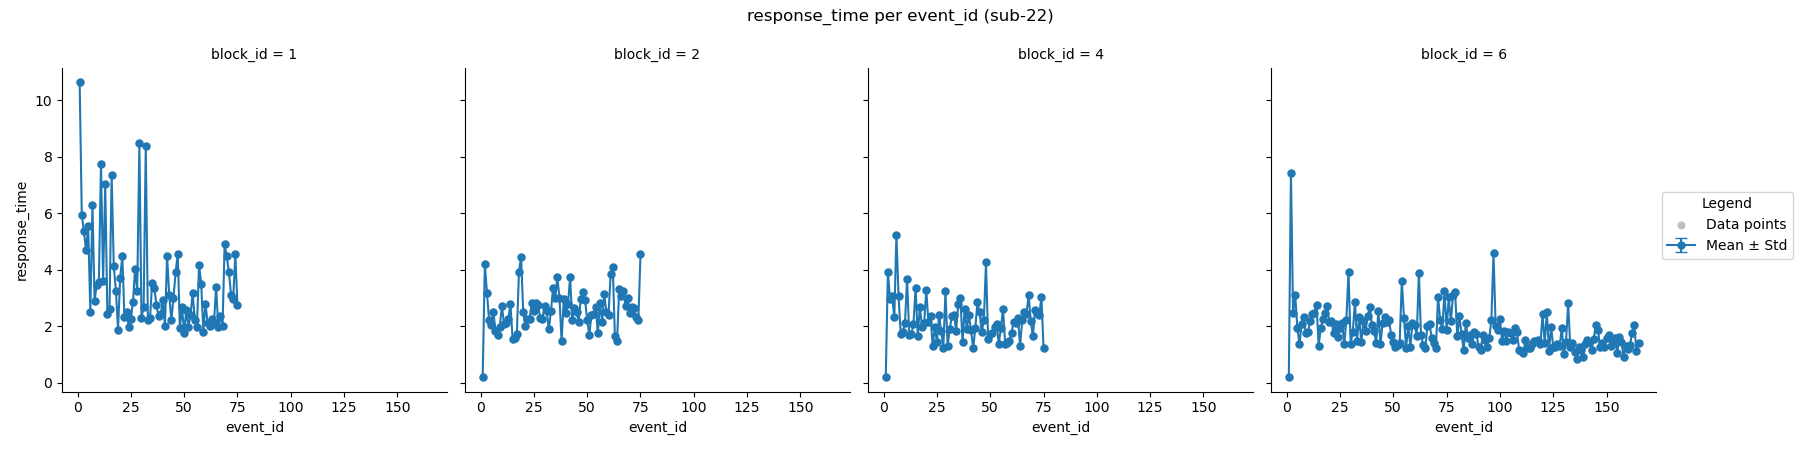 response_time per event_id (sub-22)
block_id = 1
block_id = 2
block_id = 4
block_id = 6
response_time
10
8
6
4
2
0
0 25 50 75 100 125 150
0 25 50 75 100 125 150
0 25 50 75 100 125 150
0 25 50 75 100 125 150
event_id
event_id
event_id
event_id
Legend
Data points
Mean ± Std